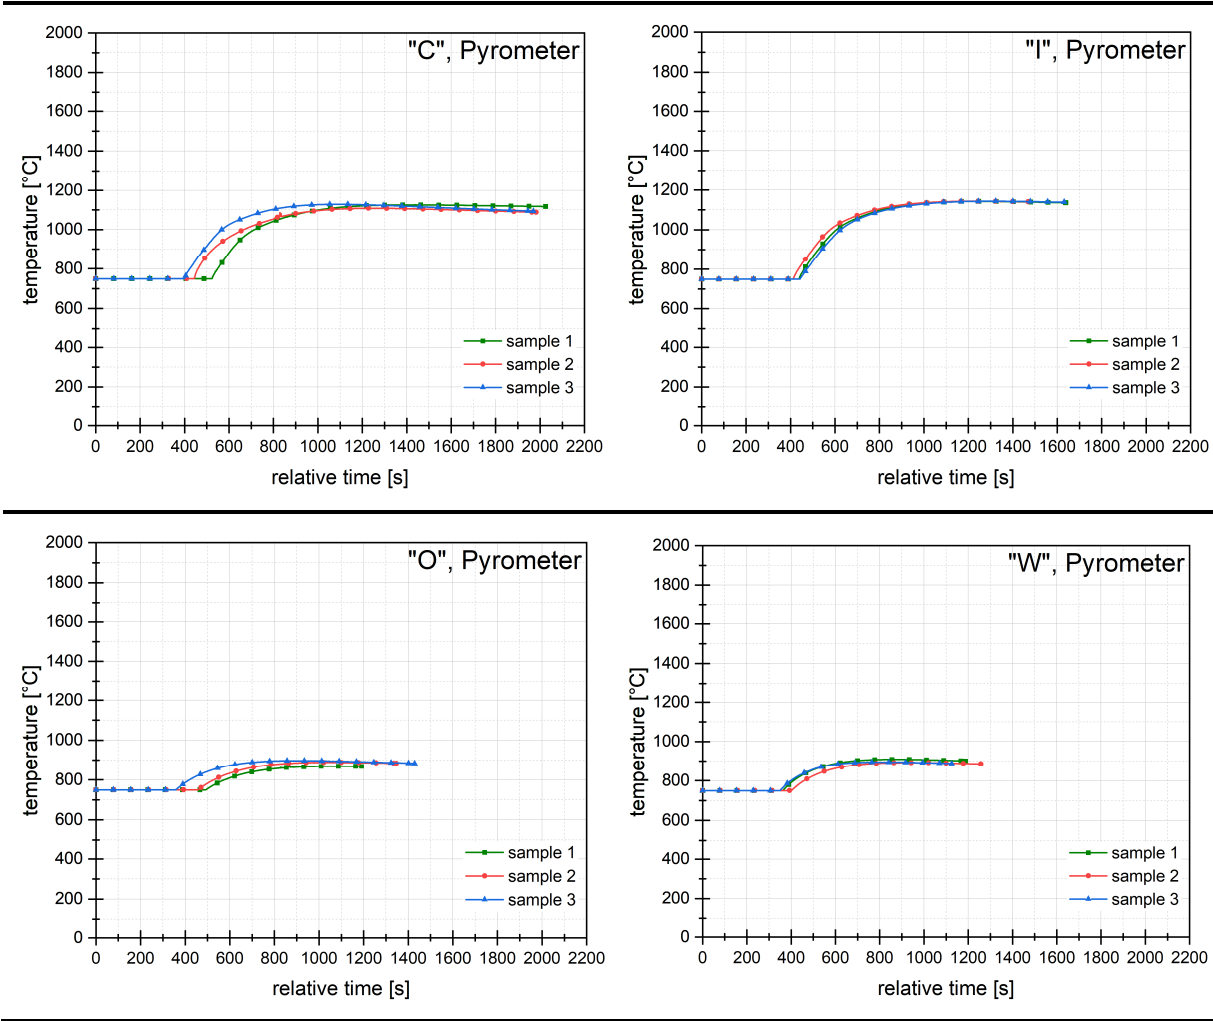 "C", Pyrometer
2000
1800
1600
1400
1200
1000
800
600
400
200
0
temperature [°C]
sample 1
sample 2
sample 3
0 200 400 600 800 1000 1200 1400 1600 1800 2000 2200
relative time [s]
"I", Pyrometer
2000
1800
1600
1400
1200
1000
800
600
400
200
0
temperature [°C]
sample 1
sample 2
sample 3
0 200 400 600 800 1000 1200 1400 1600 1800 2000 2200
relative time [s]
"O", Pyrometer
2000
1800
1600
1400
1200
1000
800
600
400
200
0
temperature [°C]
sample 1
sample 2
sample 3
0 200 400 600 800 1000 1200 1400 1600 1800 2000 2200
relative time [s]
"W", Pyrometer
2000
1800
1600
1400
1200
1000
800
600
400
200
0
temperature [°C]
sample 1
sample 2
sample 3
0 200 400 600 800 1000 1200 1400 1600 1800 2000 2200
relative time [s]